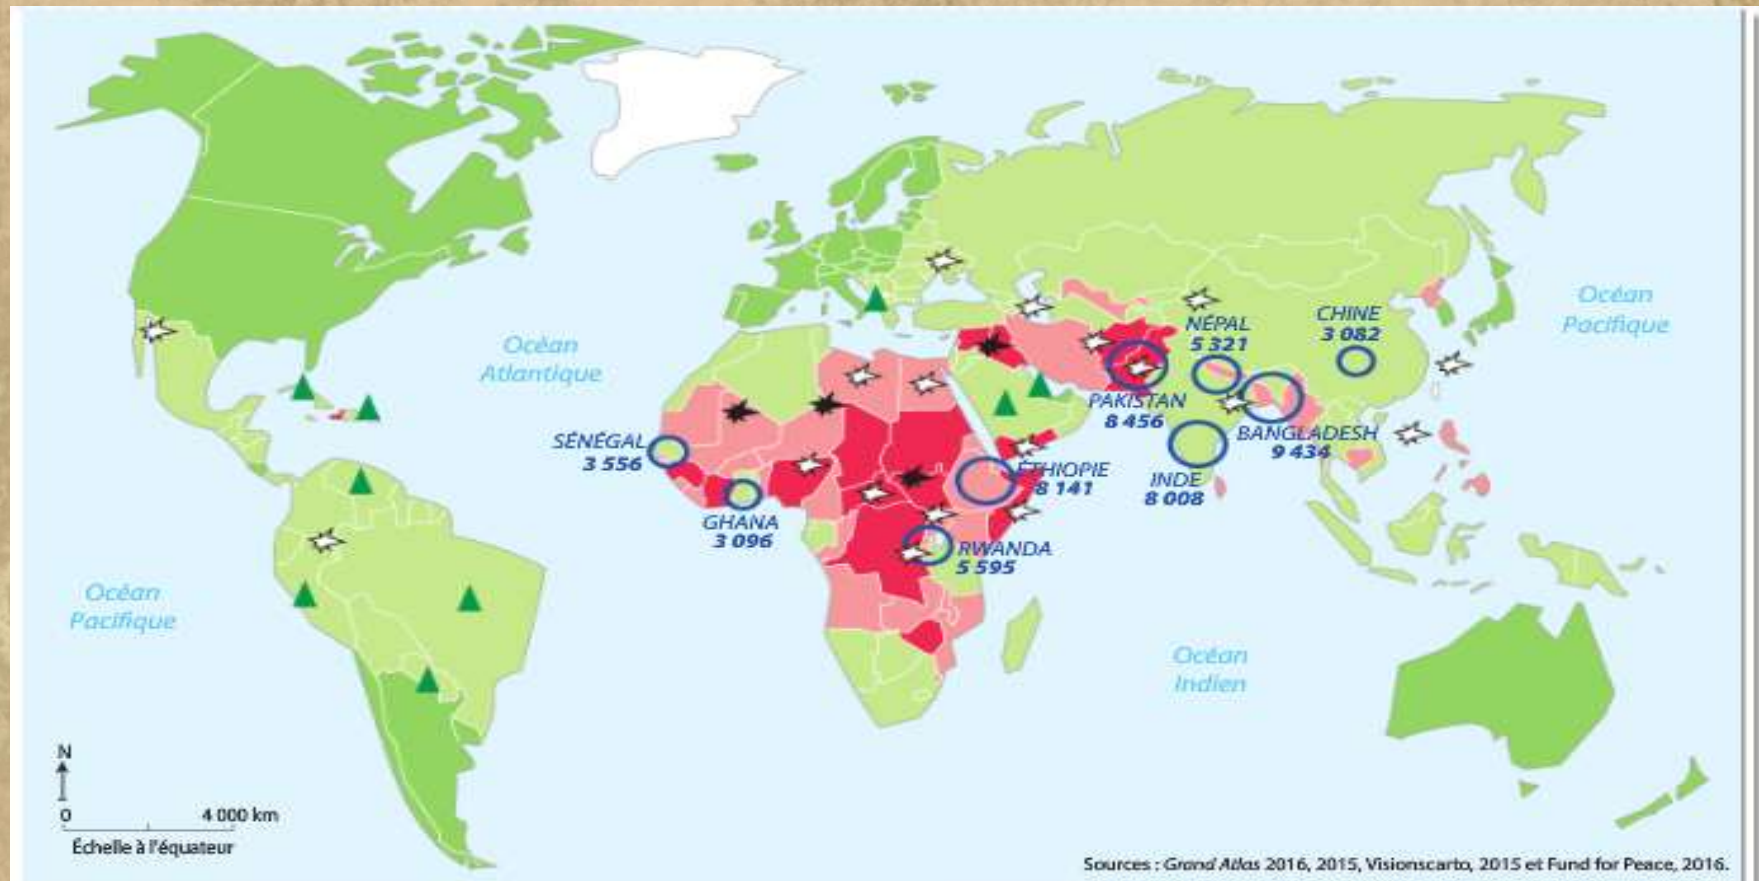 Océan
Atlantique
Océan
Pacifique
NÉPAL
5 321
CHINE
3 082
PAKISTAN
8 456
BANGLADESH
9 434
SÉNÉGAL
3 556
ÉTHIOPIE
8 141
INDE
8 008
GHANA
3 096
RWANDA
5 595
Océan
Pacifique
Océan
Indien
N
0 4 000 km
Échelle à l'équateur
Sources : Grand Atlas 2016, 2015, Visionscarto, 2015 et Fund for Peace, 2016.